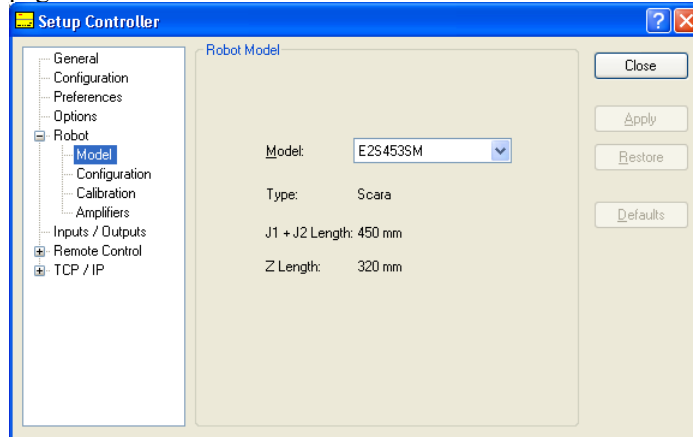 Setup Controller
General
Configuration
Preferences
Options
Robot
Model
Configuration
Calibration
Amplifiers
Inputs / Outputs
Remote Control
TCP / IP
Robot Model
Model: E2S453SM
Type: Scara
J1 + J2 Length: 450 mm
Z Length: 320 mm
Close
Apply
Restore
Defaults